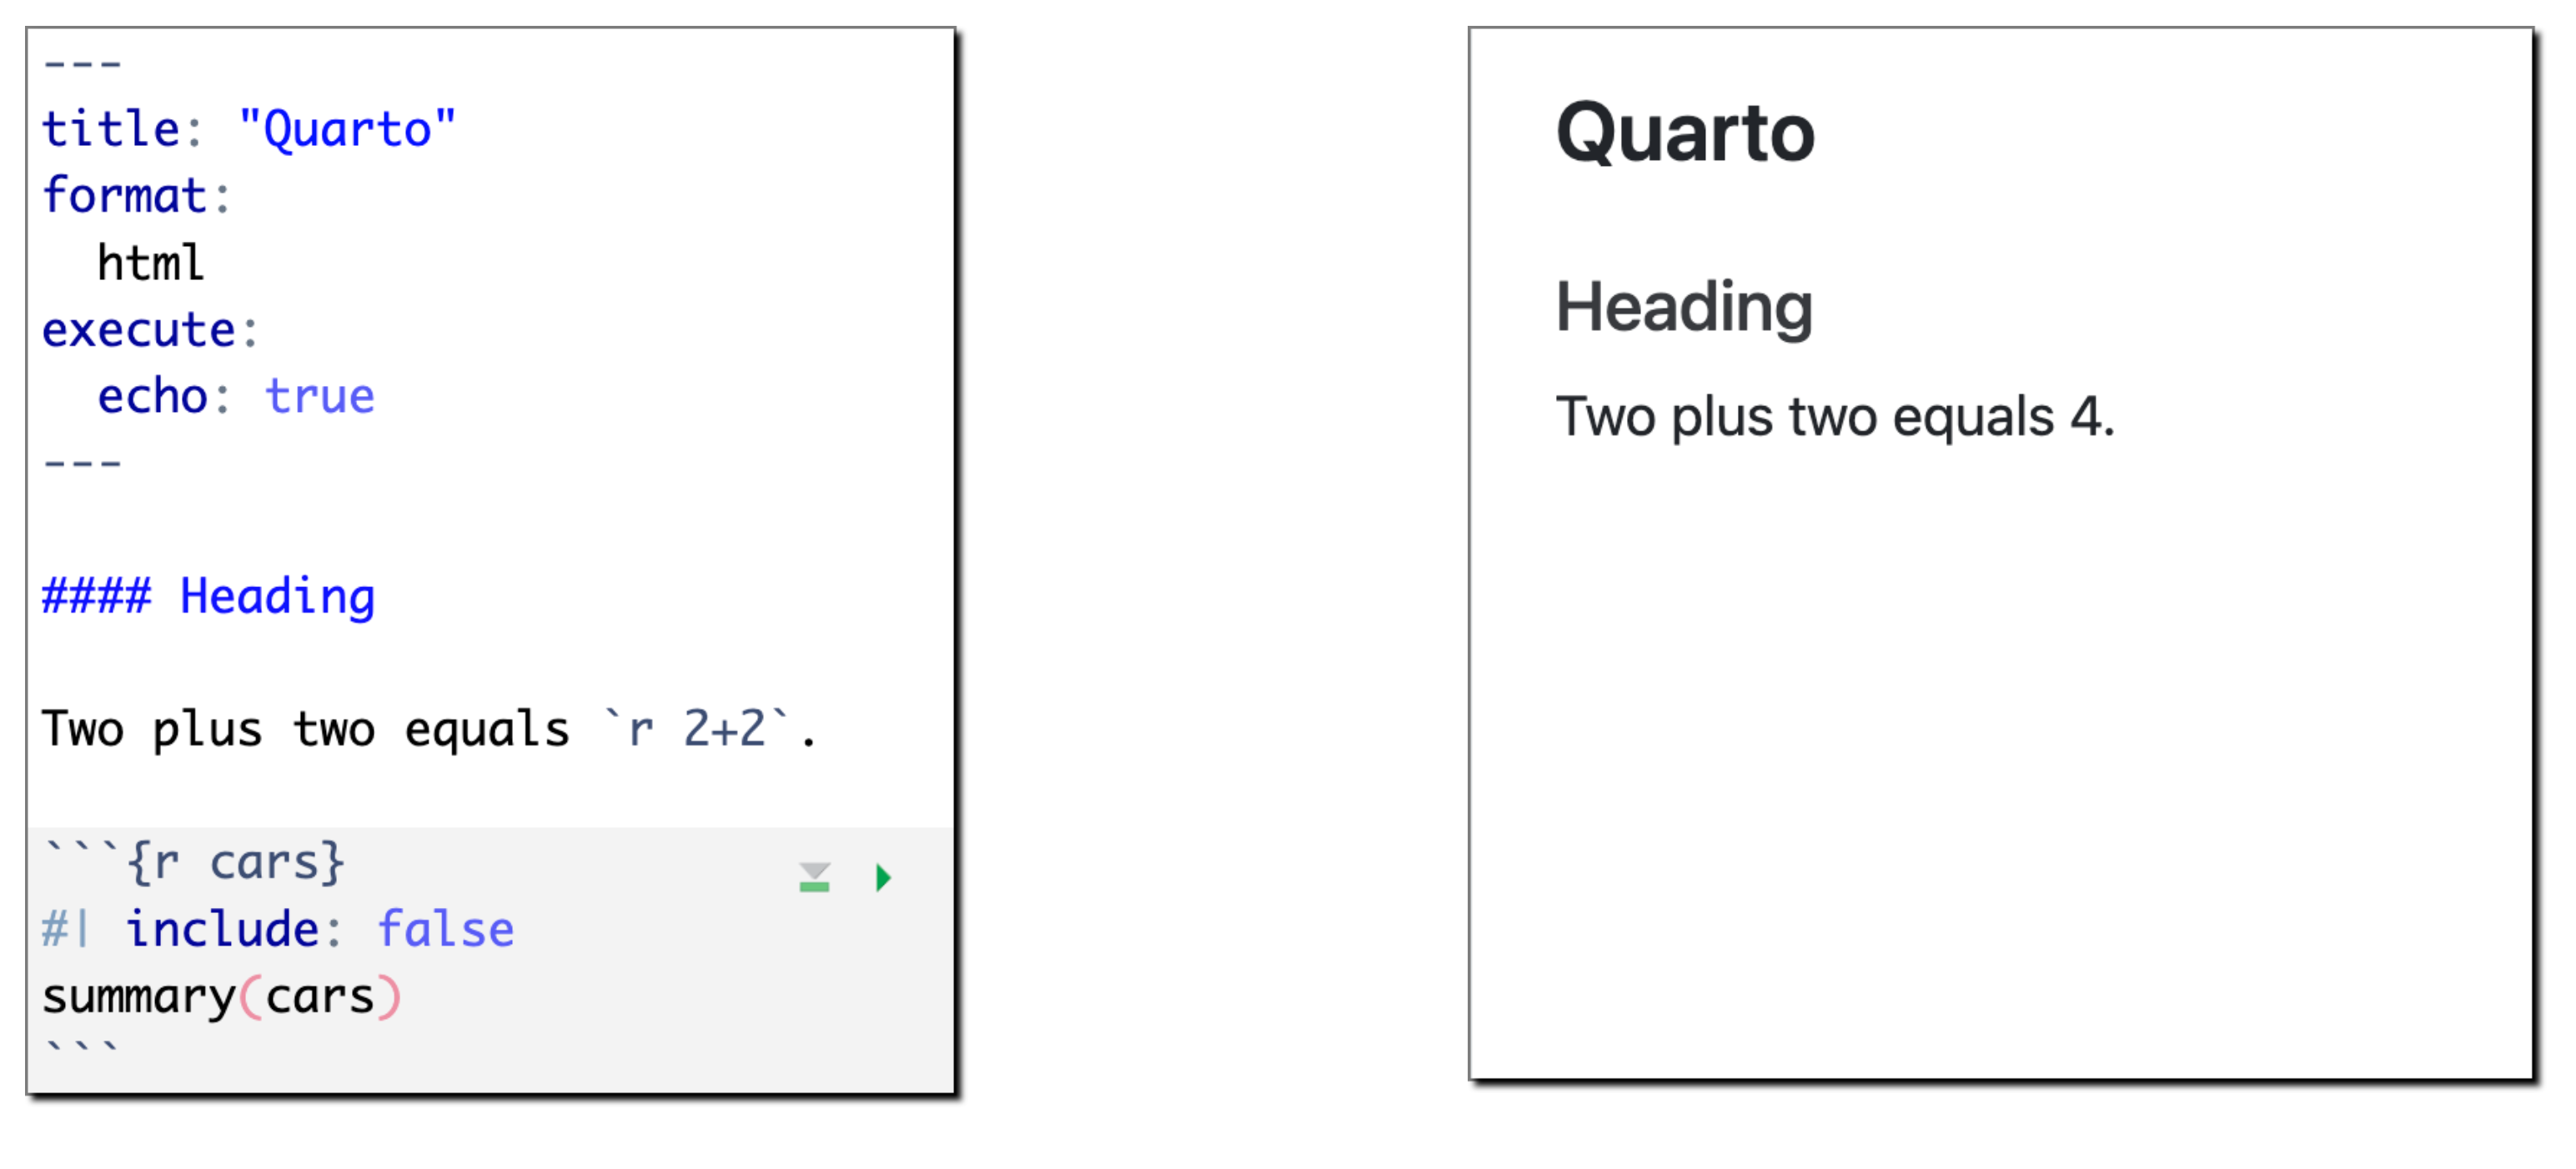 ---
title: "Quarto"
format:
  html
execute:
  echo: true
---
#### Heading
Two plus two equals `r 2+2`.
```{r cars}
#| include: false
summary(cars)
```
Quarto
Heading
Two plus two equals 4.